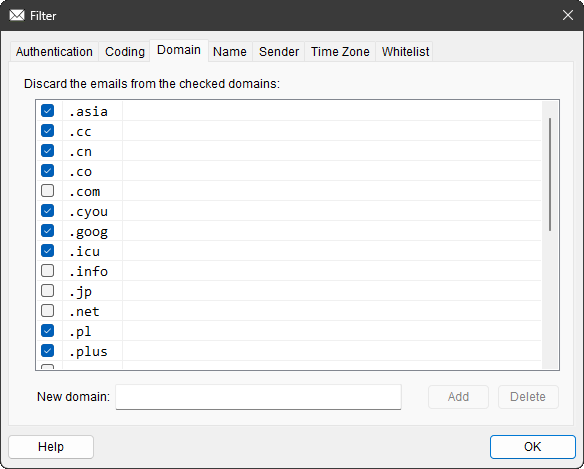 Filter
Authentication Coding Domain Name Sender Time Zone Whitelist
Discard the emails from the checked domains:
.asia
.cc
.cn
.co
.com
.cyou
.goog
.icu
.info
.jp
.net
.pl
.plus
New domain: Add Delete
Help OK